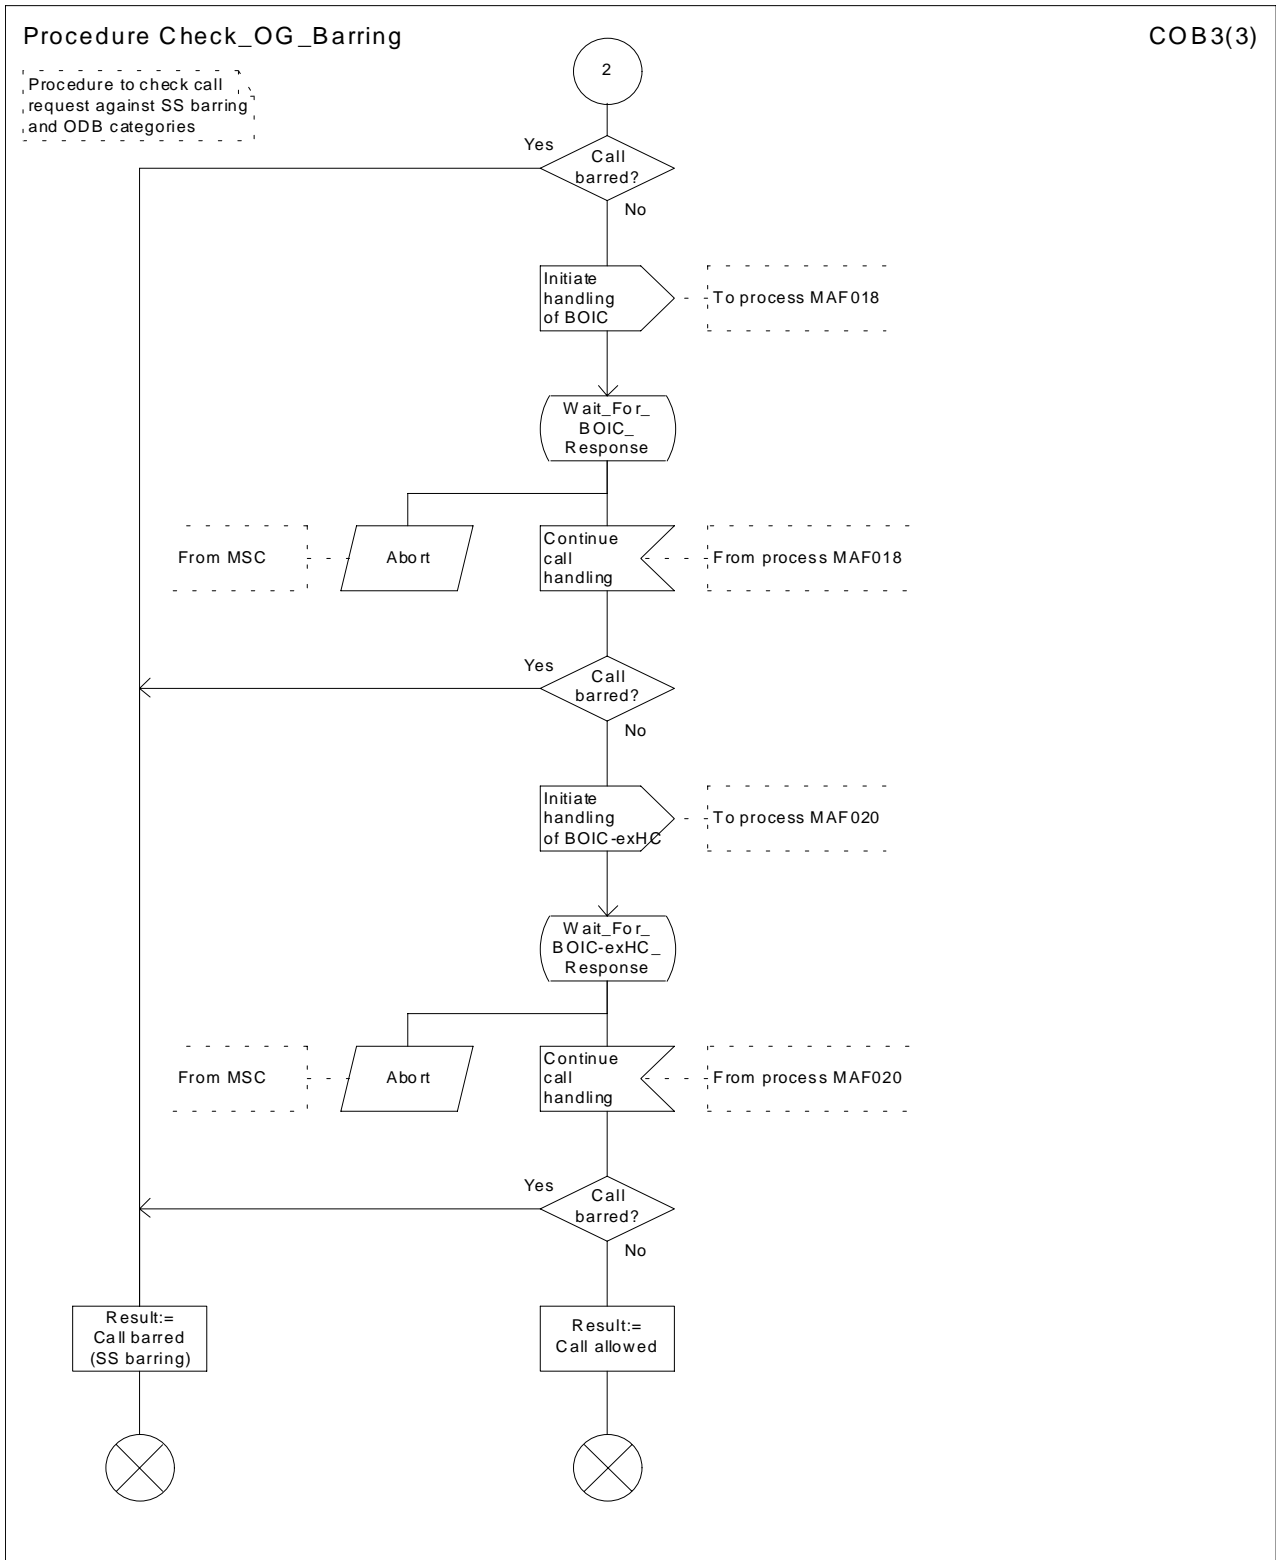 Procedure Check_OG_Barring
COB3(3)
Procedure to check call
request against SS barring
and ODB categories
2
Yes
Call
barred?
No
Initiate
handling
of BOIC
To process MAF018
Wait_For_
BOIC_
Response
From MSC
Abort
Continue
call
handling
From process MAF018
Yes
Call
barred?
No
Initiate
handling
of BOIC-exHC
To process MAF020
Wait_For_
BOIC-exHC_
Response
From MSC
Abort
Continue
call
handling
From process MAF020
Yes
Call
barred?
No
Result:=
Call barred
(SS barring)
Result:=
Call allowed